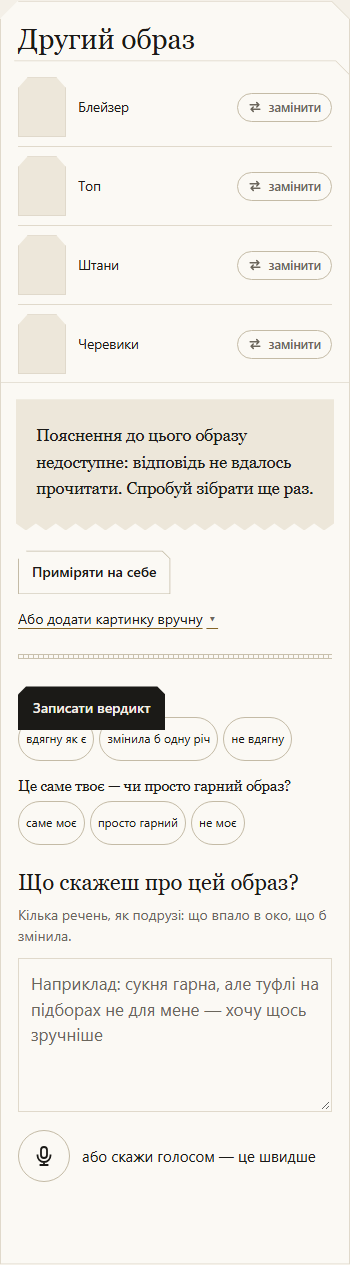 Другий образ
Блейзер
замінити
Топ
замінити
Штани
замінити
Черевики
замінити
Пояснення до цього образу
недоступне: відповідь не вдалось
прочитати. Спробуй зібрати ще раз.
Приміряти на себе
Або додати картинку вручну
Записати вердикт
вдягну як є
змінила б одну річ
не вдягну
Це саме твоє — чи просто гарний образ?
саме моє
просто гарний
не моє
Що скажеш про цей образ?
Кілька речень, як подрузі: що впало в око, що б
змінила.
Наприклад: сукня гарна, але туфлі на
підборах не для мене — хочу щось
зручніше
або скажи голосом — це швидше